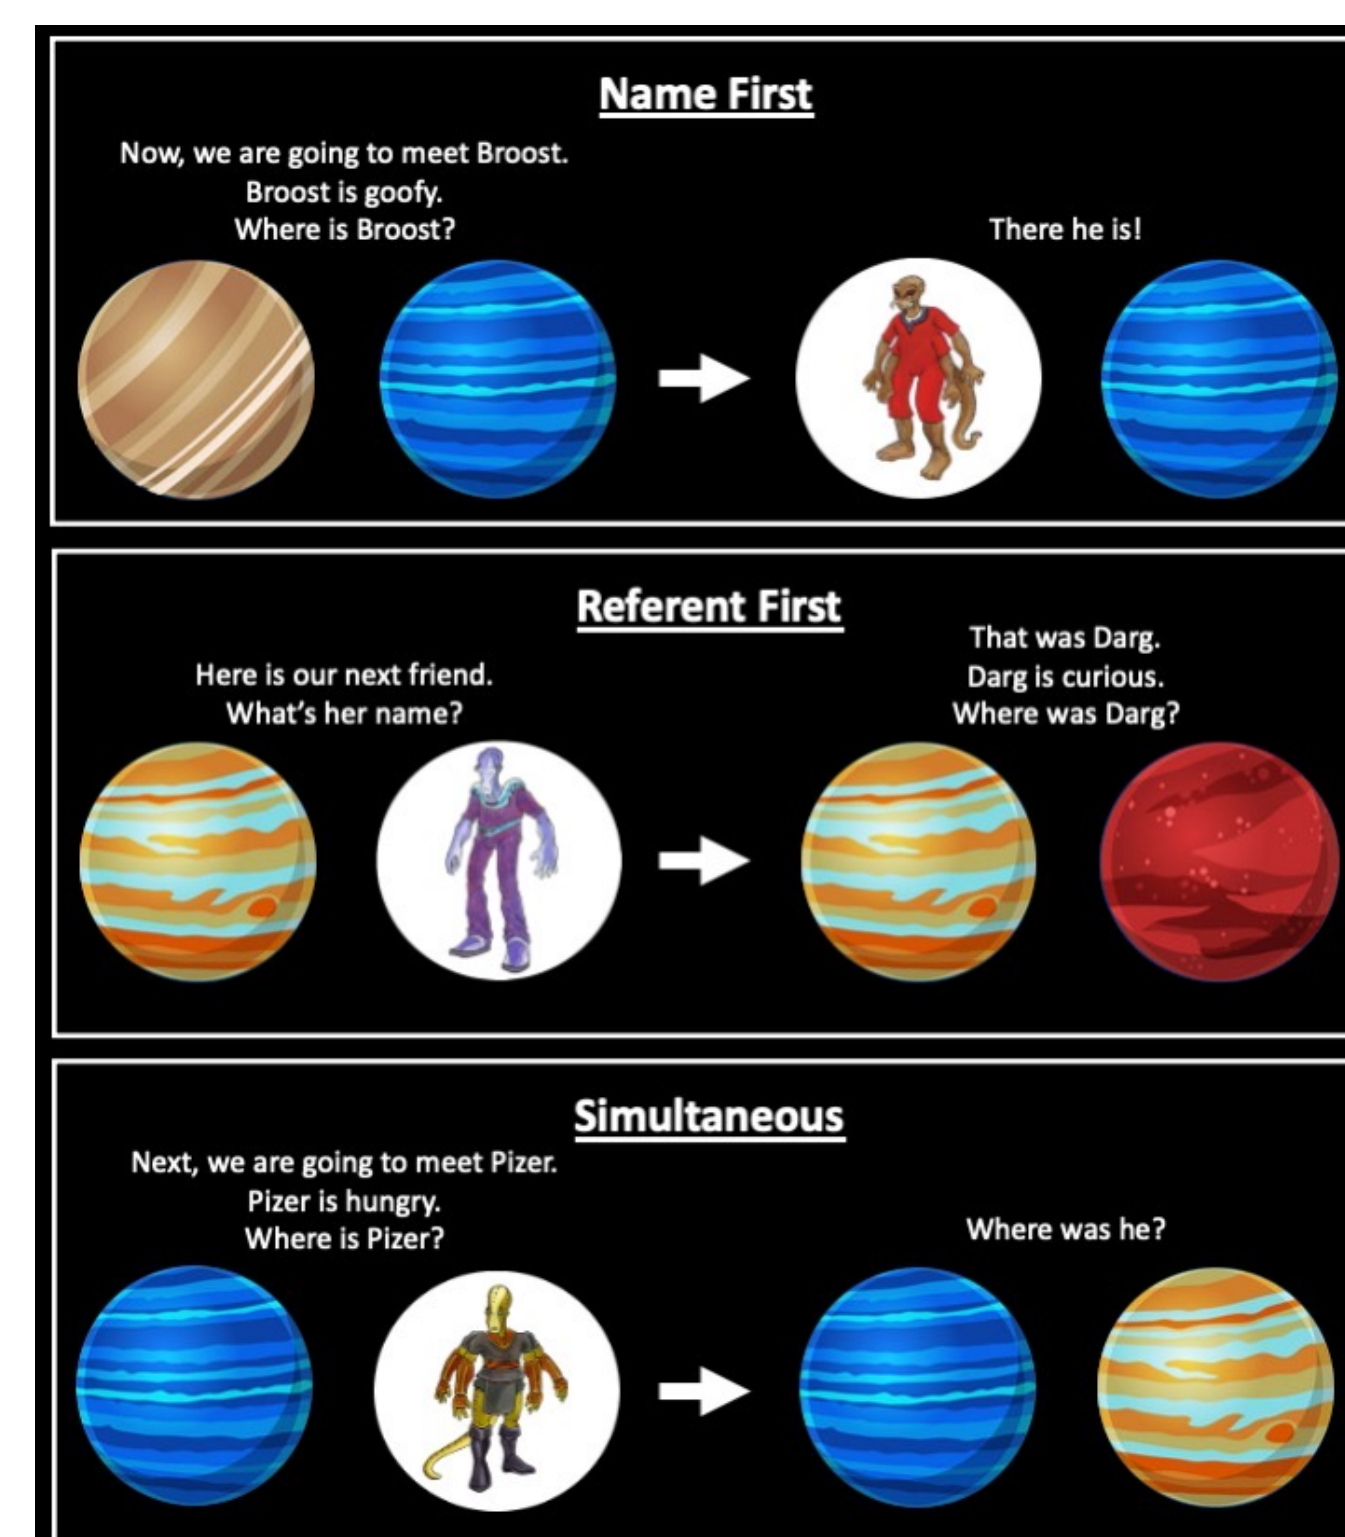 Name First
Now, we are going to meet Broost.
Broost is goofy.
Where is Broost?
There he is!
Referent First
Here is our next friend.
What's her name?
That was Darg.
Darg is curious.
Where was Darg?
Simultaneous
Next, we are going to meet Pizer.
Pizer is hungry.
Where is Pizer?
Where was he?